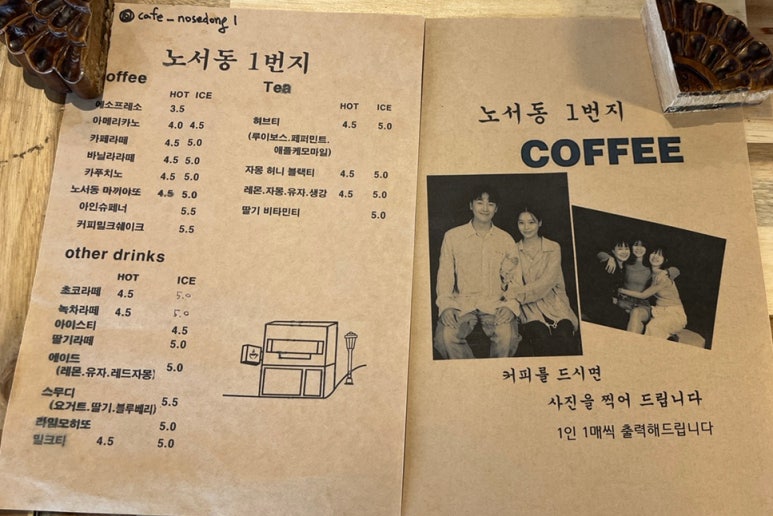 cafe_nosedong 1
노서동 1번지
offee
HOT ICE
에소프레소 3.5
아메리카노 4.0 4.5
카페라떼 4.5 5.0
바닐라라떼 4.5 5.0
카푸치노 4.5 5.0
노서동 마끼야또 4.5 5.0
아인슈페너 5.5
커피밀크쉐이크 5.5
Tea
HOT ICE
허브티 4.5 5.0
(루이보스.페퍼민트.
애플케모마일)
자몽 허니 블랙티 4.5 5.0
레몬.자몽.유자.생강 4.5 5.0
딸기 비타민티 5.0
other drinks
HOT ICE
초코라떼 4.5 5.0
녹차라떼 4.5 5.0
아이스티 4.5
딸기라떼 5.0
에이드 5.0
(레몬.유자.레드자몽)
스무디 5.5
(요거트.딸기.블루베리)
라임모히또 5.0
밀크티 4.5 5.0
노서동 1번지
COFFEE
커피를 드시면
사진을 찍어 드립니다
1인 1매씩 출력해드립니다